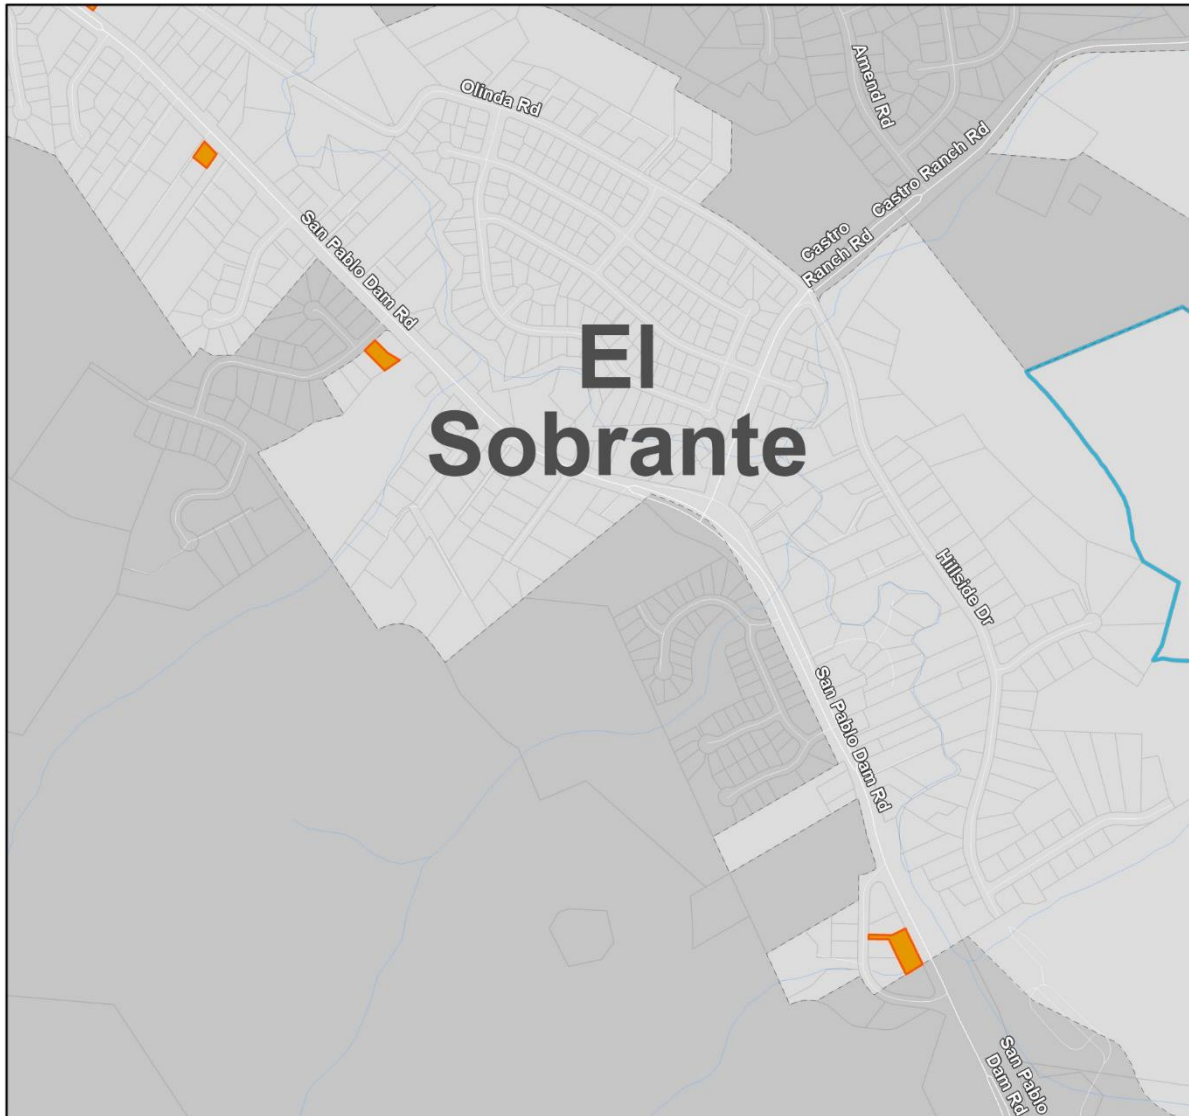 Olinda Rd
Amend Rd
Castro Ranch Rd
Castro
Ranch Rd
San Pablo Dam Rd
El
Sobrante
Hillside Dr
San Pablo Dam Rd
San Pablo
Dam Rd